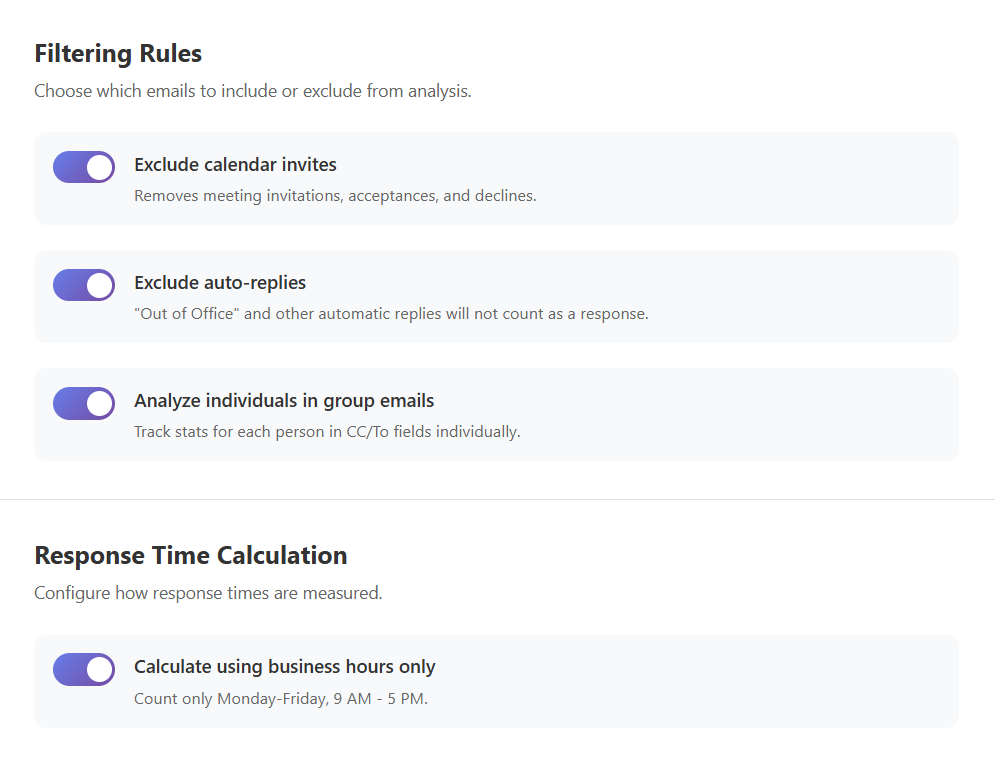 Filtering Rules
Choose which emails to include or exclude from analysis.
Exclude calendar invites
Removes meeting invitations, acceptances, and declines.
Exclude auto-replies
"Out of Office" and other automatic replies will not count as a response.
Analyze individuals in group emails
Track stats for each person in CC/To fields individually.
Response Time Calculation
Configure how response times are measured.
Calculate using business hours only
Count only Monday-Friday, 9 AM - 5 PM.